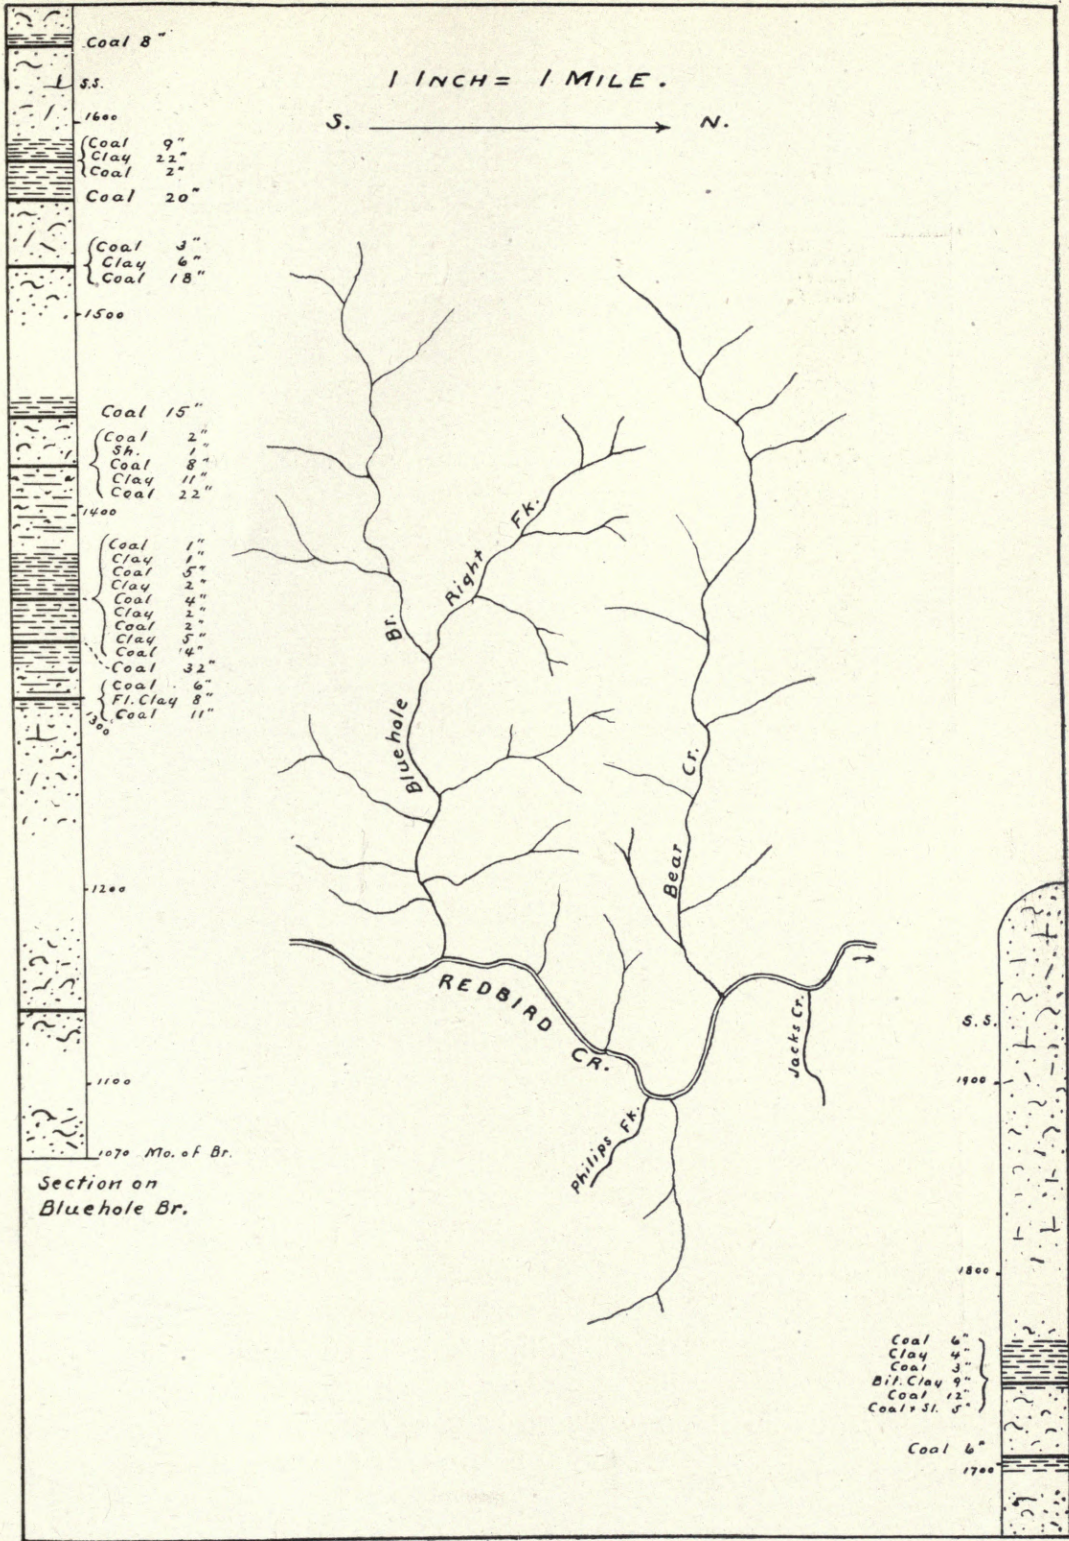 1 INCH = 1 MILE.
S. N.
Coal 8"
S.S.
1600
Coal 9"
Clay 22"
Coal 2"
Coal 20"
Coal 3"
Clay 6"
Coal 18"
1500
Coal 15"
Coal 2"
Sh. 1"
Coal 8"
Clay 11"
Coal 22"
1400
Coal 1"
Clay 1"
Coal 5"
Clay 2"
Coal 4"
Clay 2"
Coal 2"
Clay 5"
Coal 4"
Coal 32"
Coal 6"
Fl. Clay 8"
Coal 11"
1300
1200
1100
1070 Mo. of Br.
Section on
Bluehole Br.
Right Fk.
Bluehole Br.
Bear Cr.
REDBIRD CR.
Jacks Cr.
Philips Fk.
S.S.
1900
1800
Coal 6"
Clay 4"
Coal 3"
Bit. Clay 9"
Coal 12"
Coal & Sl. 5"
Coal 6"
1700